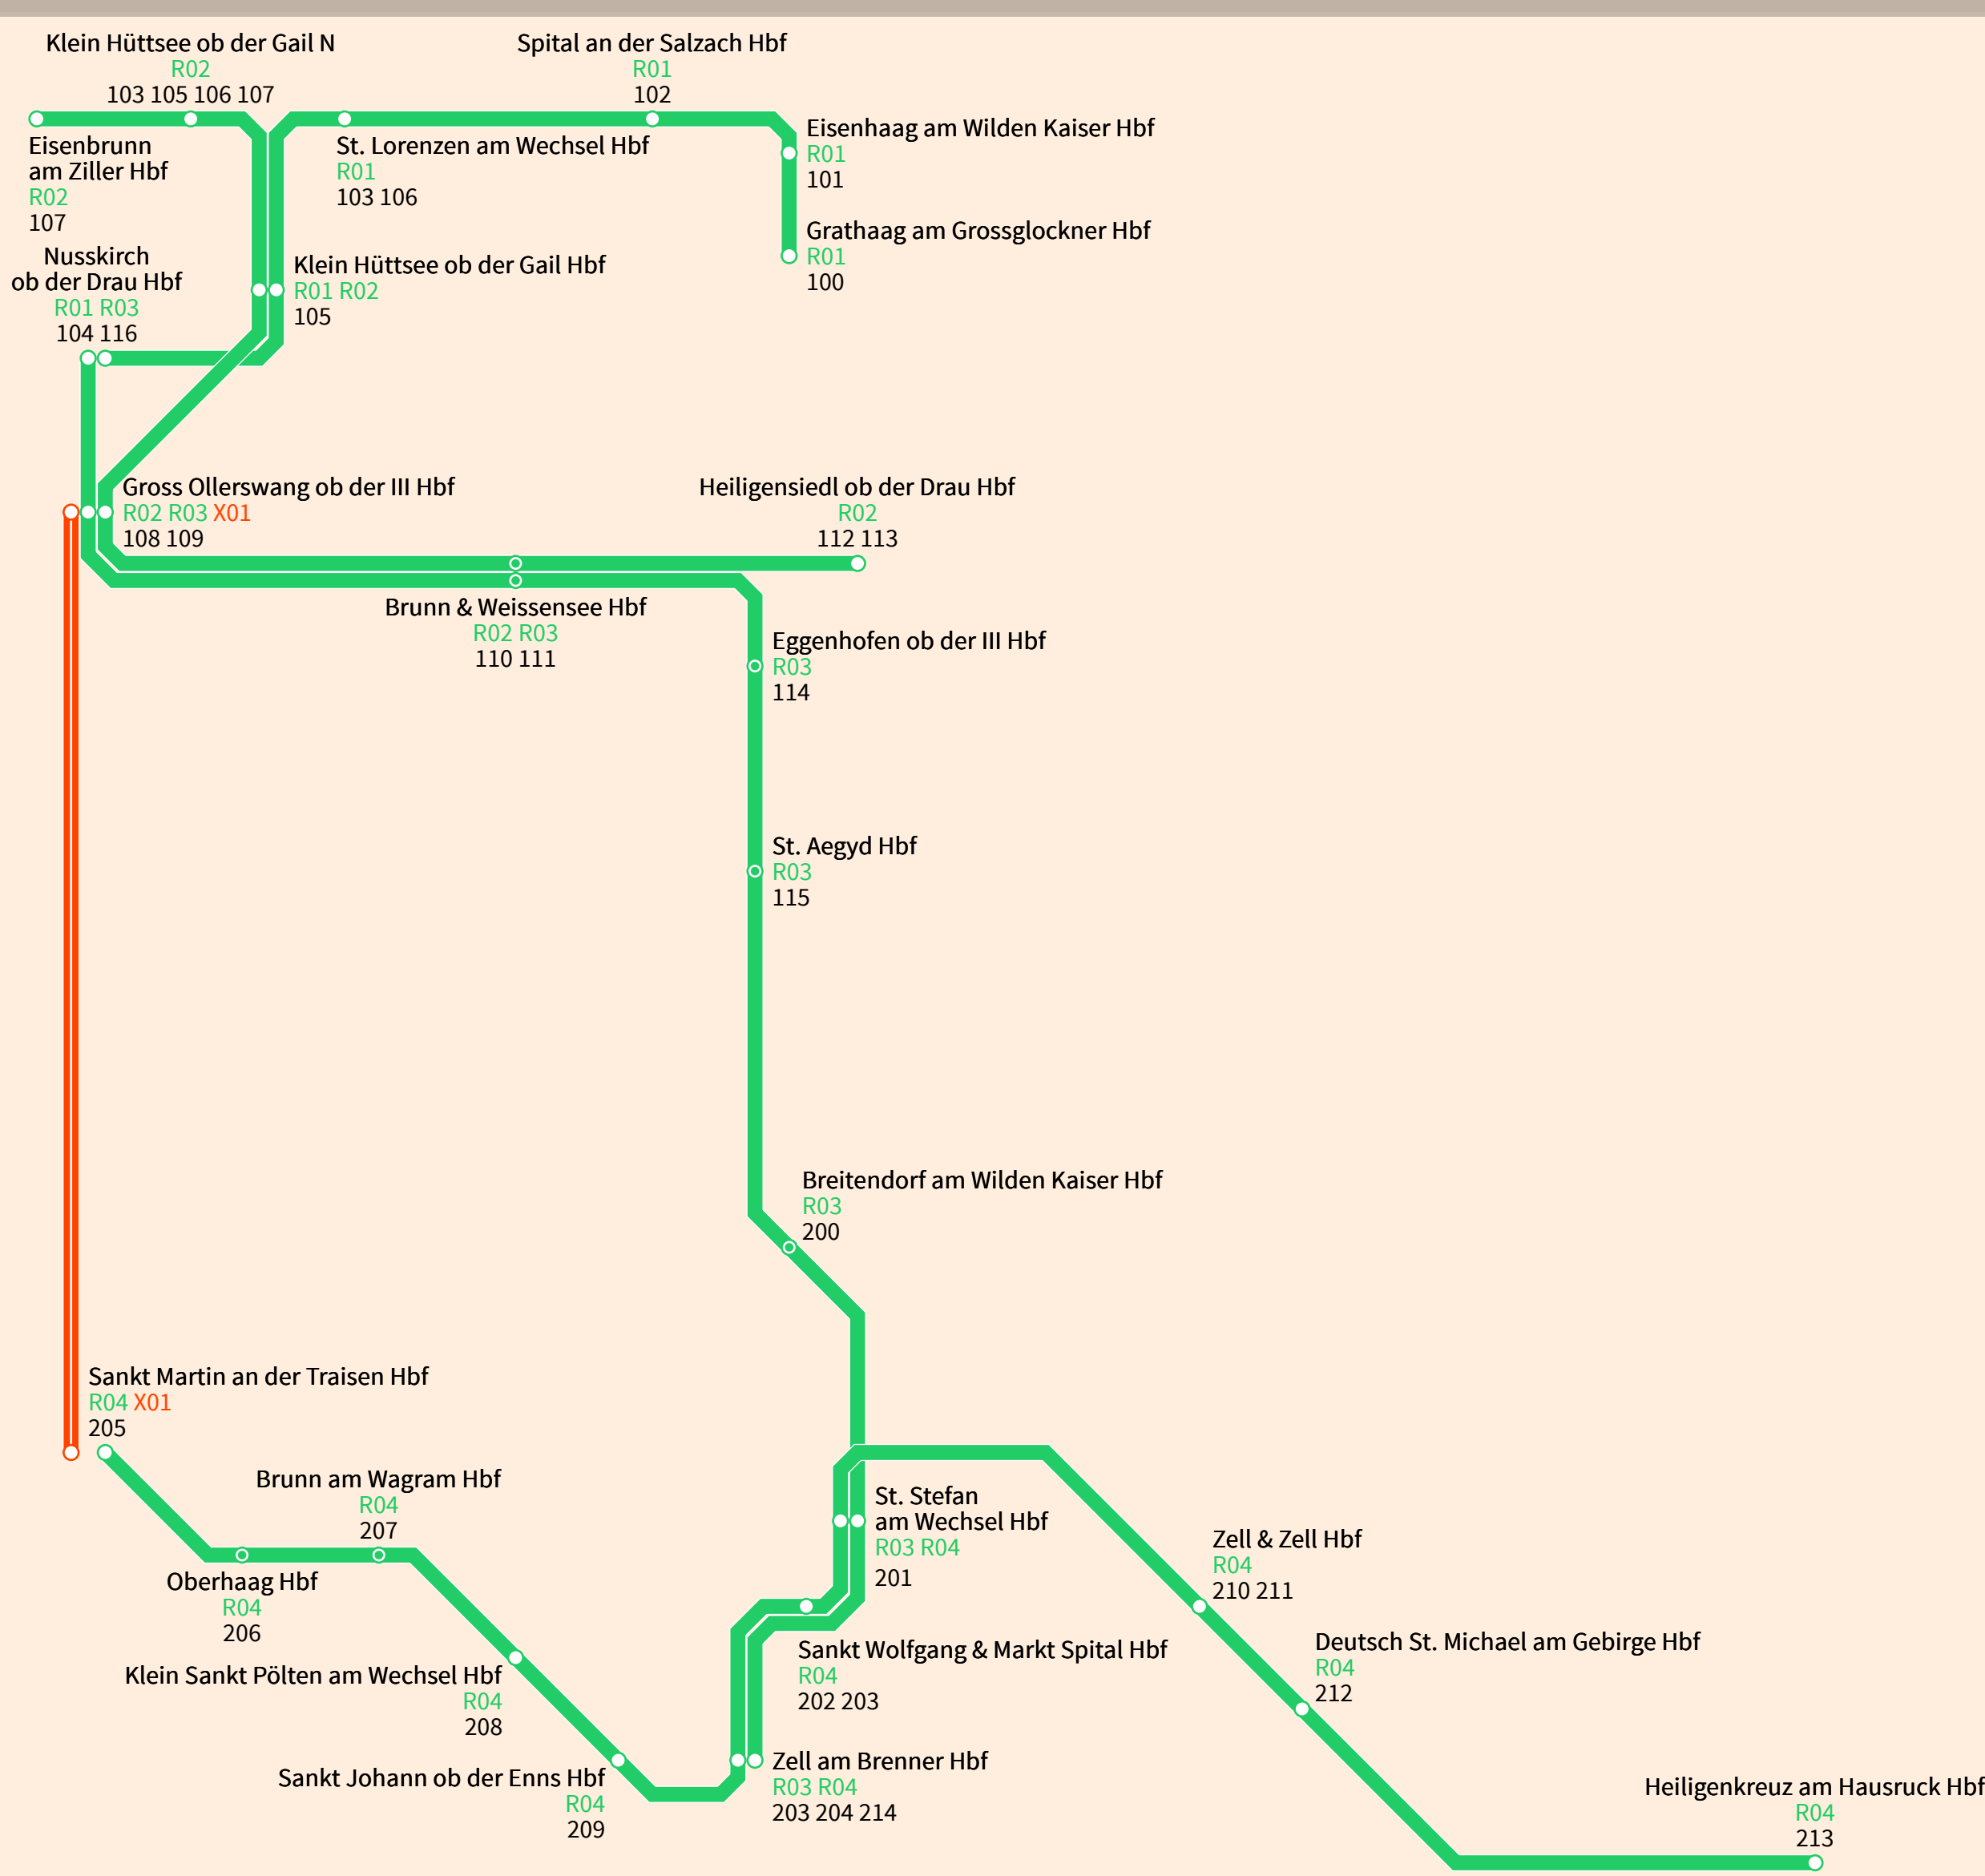 Klein Hüttsee ob der Gail N
R02
103 105 106 107
Spital an der Salzach Hbf
R01
102
Eisenbrunn
am Ziller Hbf
R02
107
St. Lorenzen am Wechsel Hbf
R01
103 106
Eisenhaag am Wilden Kaiser Hbf
R01
101
Grathaag am Grossglockner Hbf
R01
100
Nusskirch
ob der Drau Hbf
R01 R03
104 116
Klein Hüttsee ob der Gail Hbf
R01 R02
105
Gross Ollerswang ob der III Hbf
R02 R03 X01
108 109
Heiligensiedl ob der Drau Hbf
R02
112 113
Brunn & Weissensee Hbf
R02 R03
110 111
Eggenhofen ob der III Hbf
R03
114
St. Aegyd Hbf
R03
115
Breitendorf am Wilden Kaiser Hbf
R03
200
Sankt Martin an der Traisen Hbf
R04 X01
205
Brunn am Wagram Hbf
R04
207
Oberhaag Hbf
R04
206
St. Stefan
am Wechsel Hbf
R03 R04
201
Zell & Zell Hbf
R04
210 211
Klein Sankt Pölten am Wechsel Hbf
R04
208
Sankt Wolfgang & Markt Spital Hbf
R04
202 203
Deutsch St. Michael am Gebirge Hbf
R04
212
Sankt Johann ob der Enns Hbf
R04
209
Zell am Brenner Hbf
R03 R04
203 204 214
Heiligenkreuz am Hausruck Hbf
R04
213